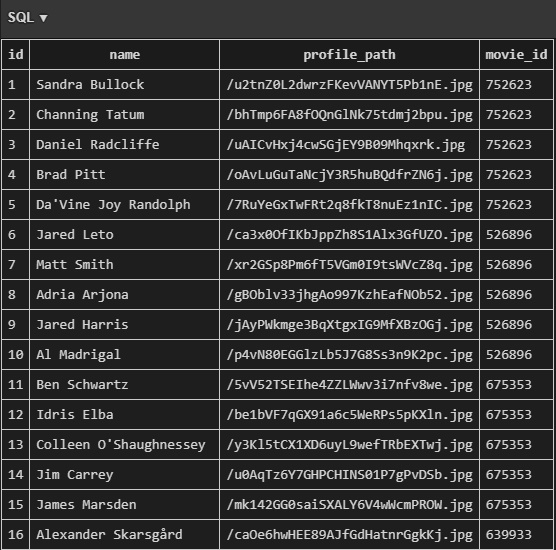 SQL ▼
id name profile_path movie_id
1 Sandra Bullock /u2tnZ0L2dwrzFKevVANYT5Pb1nE.jpg 752623
2 Channing Tatum /bhTmp6FA8fOQnGlNk75tdmj2bpu.jpg 752623
3 Daniel Radcliffe /uAICvHxj4cwSGjEY9B09Mhqxrk.jpg 752623
4 Brad Pitt /oAvLuGuTaNcjY3R5huBQdfrZN6j.jpg 752623
5 Da'Vine Joy Randolph /7RuYeGxTwFRt2q8fkT8nuEz1nIC.jpg 752623
6 Jared Leto /ca3x0OfIKbJppZh8S1Alx3GfUZO.jpg 526896
7 Matt Smith /xr2GSp8Pm6fT5VGm0I9tsWVcZ8q.jpg 526896
8 Adria Arjona /gBOblv33jhgAo997KzhEafNOb52.jpg 526896
9 Jared Harris /jAyPWkmge3BqXtgxIG9MfXBzOGj.jpg 526896
10 Al Madrigal /p4vN80EGGlzLb5J7G8Ss3n9K2pc.jpg 526896
11 Ben Schwartz /5vV52TSEIhe4ZZLWwv3i7nfv8we.jpg 675353
12 Idris Elba /be1bVF7qGX91a6c5WeRPs5pKXln.jpg 675353
13 Colleen O'Shaughnessey /y3Kl5tCX1XD6uyL9wefTRbEXTwj.jpg 675353
14 Jim Carrey /u0AqTz6Y7GHPCHINS01P7gPvDSb.jpg 675353
15 James Marsden /mk142GG0saiSXALY6V4wWcmPROW.jpg 675353
16 Alexander Skarsgård /caOe6hwHEE89AJfGdHatnrGgkKj.jpg 639933